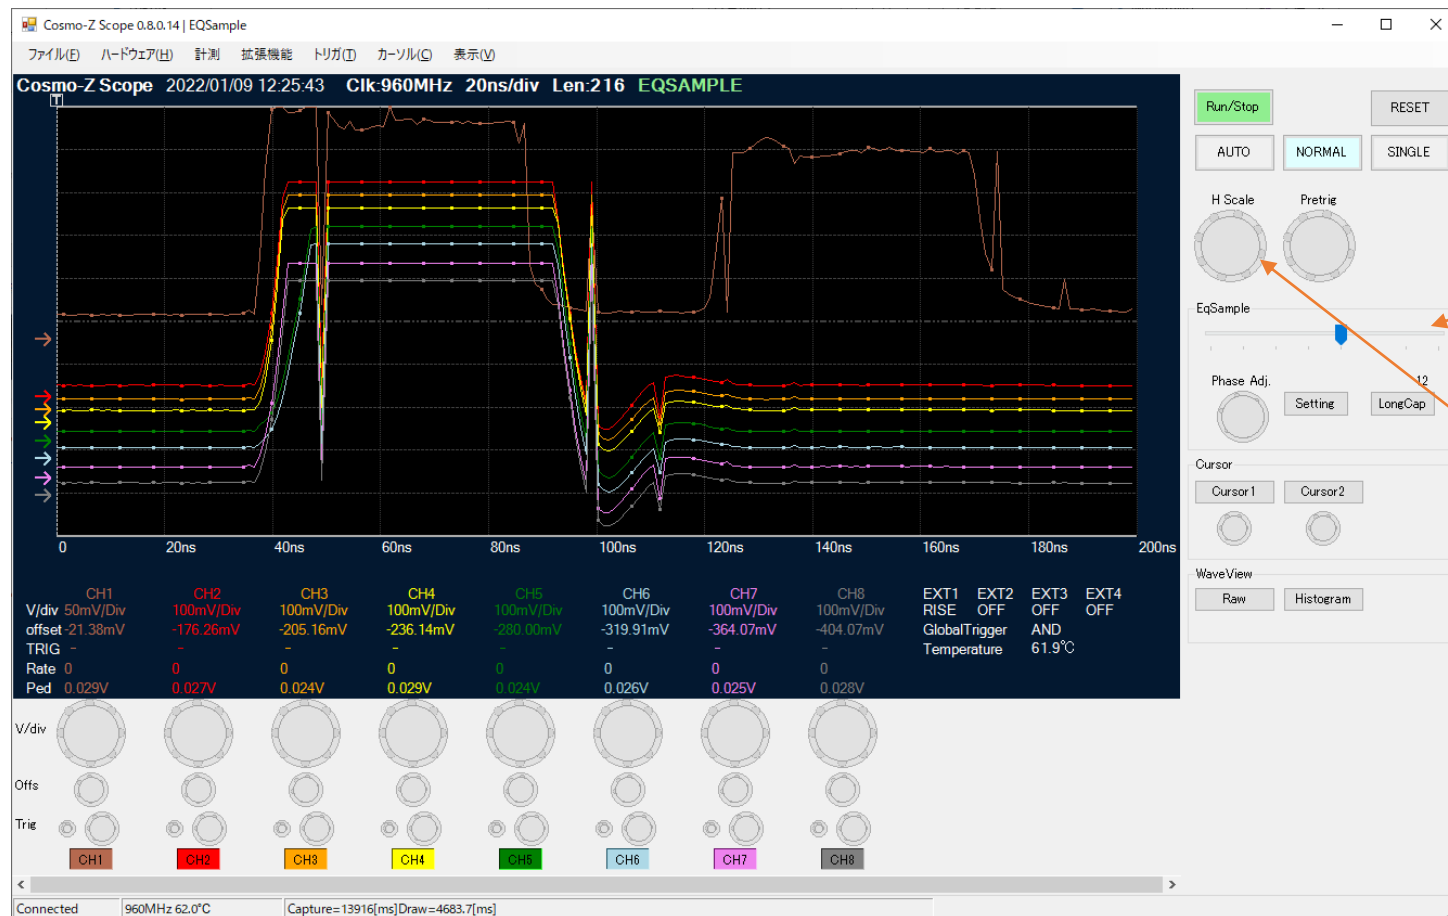 Cosmo-Z Scope 0.8.0.14 | EQSample
ファイル(F) ハードウェア(H) 計測 拡張機能 トリガ(T) カーソル(C) 表示(V)
Cosmo-Z Scope 2022/01/09 12:25:43 Clk:960MHz 20ns/div Len:216 EQSAMPLE
T
0 20ns 40ns 60ns 80ns 100ns 120ns 140ns 160ns 180ns 200ns
CH1 CH2 CH3 CH4 CH5 CH6 CH7 CH8 EXT1 EXT2 EXT3 EXT4
V/div 50mV/Div 100mV/Div 100mV/Div 100mV/Div 100mV/Div 100mV/Div 100mV/Div 100mV/Div RISE OFF OFF OFF
offset -21.38mV -176.26mV -205.16mV -236.14mV -280.00mV -319.91mV -364.07mV -404.07mV GlobalTrigger AND
TRIG - - - - - - - - Temperature 61.9℃
Rate 0 0 0 0 0 0 0 0
Ped 0.029V 0.027V 0.024V 0.029V 0.024V 0.026V 0.025V 0.028V
V/div
Offs
Trig
CH1 CH2 CH3 CH4 CH5 CH6 CH7 CH8
Run/Stop RESET
AUTO NORMAL SINGLE
H Scale Pretrig
EqSample
Phase Adj. 12
Setting LongCap
Cursor
Cursor1 Cursor2
WaveView
Raw Histogram
Connected 960MHz 62.0°C Capture=13916[ms]Draw=4683.7[ms]